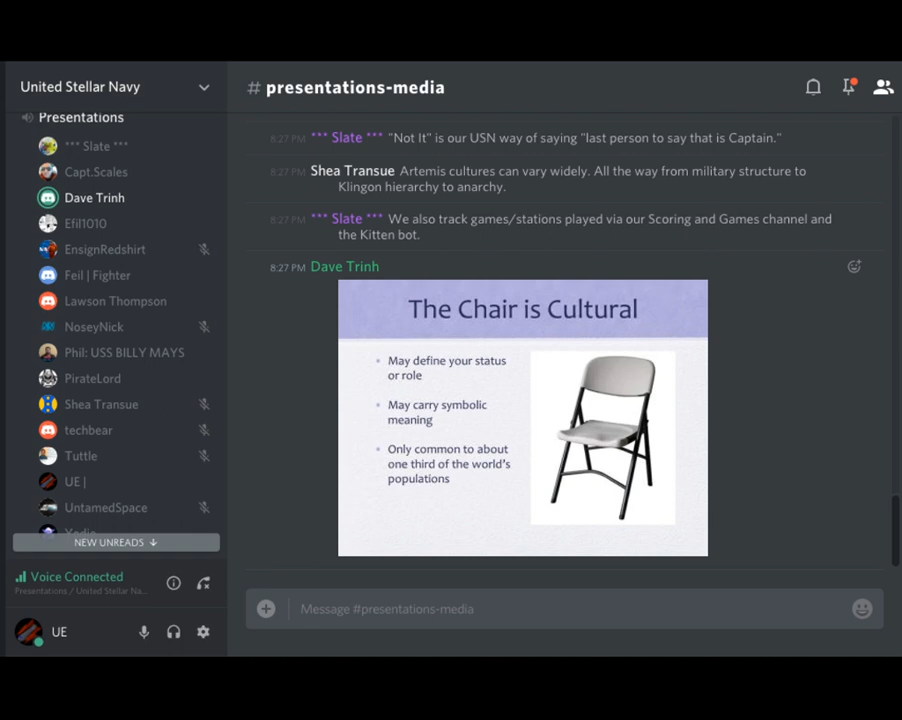 United Stellar Navy
# presentations-media
Presentations
*** Slate ***
Capt.Scales
Dave Trinh
Efil1010
EnsignRedshirt
Feil | Fighter
Lawson Thompson
NoseyNick
Phil: USS BILLY MAYS
PirateLord
Shea Transue
techbear
Tuttle
UE |
UntamedSpace
NEW UNREADS ↓
Voice Connected
Presentations / United Stellar Na...
UE
8:27 PM *** Slate *** "Not It" is our USN way of saying "last person to say that is Captain."
8:27 PM Shea Transue Artemis cultures can vary widely. All the way from military structure to
Klingon hierarchy to anarchy.
8:27 PM *** Slate *** We also track games/stations played via our Scoring and Games channel and
the Kitten bot.
8:27 PM Dave Trinh
The Chair is Cultural
• May define your status
or role
• May carry symbolic
meaning
• Only common to about
one third of the world's
populations
Message #presentations-media